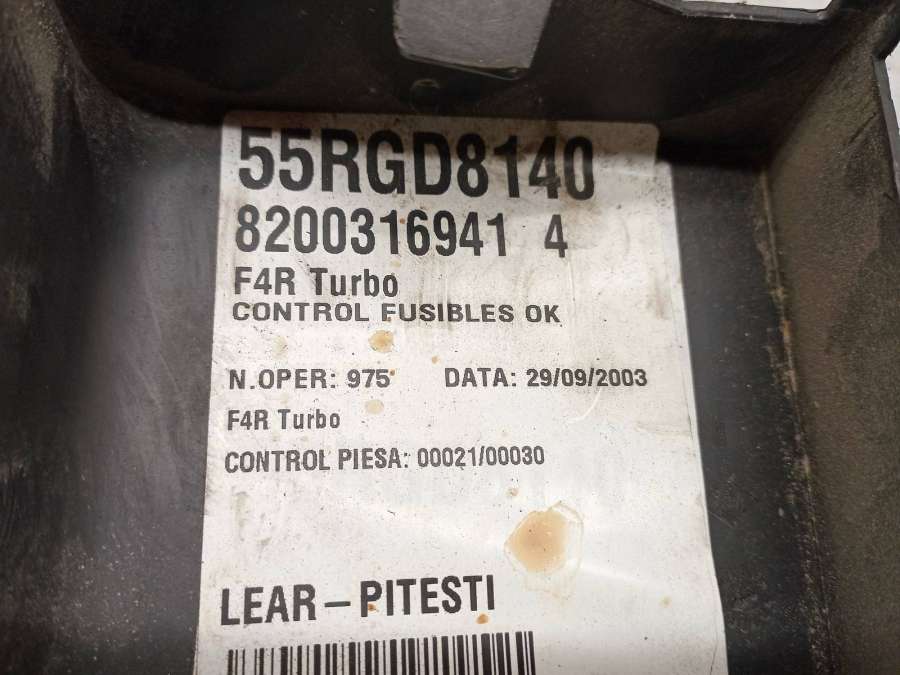 55RGD8140
8200316941 4
F4R Turbo
CONTROL FUSIBLES OK
N.OPER: 975 DATA: 29/09/2003
F4R Turbo
CONTROL PIESA: 00021/00030
LEAR-PITESTI